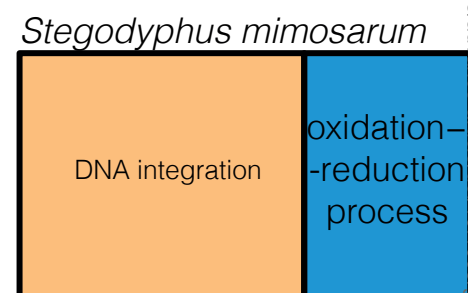 Stegodyphus mimosarum
DNA integration
oxidation–
-reduction
process